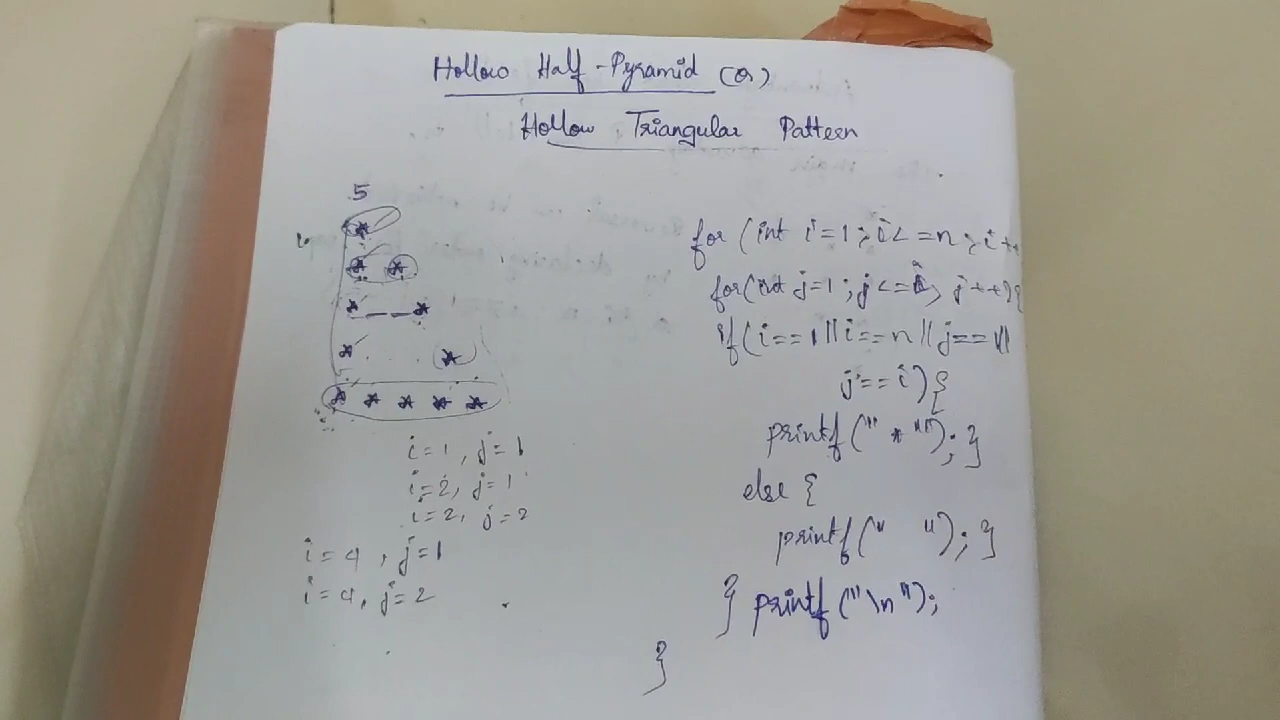 Hollow Half-Pyramid (or)
Hollow Triangular Pattern
5
*
* *
* _ _ *
* . . . *
* * * * *
i=1, j=1
i=2, j=1
i=2, j=2
i=4, j=1
i=4, j=2
for (int i=1; i<=n; i++
for(int j=1; j<=i; j++){
if(i==1||i==n||j==1||
j==i){
printf("*"); }
else {
printf(" "); }
} printf("\n");
}